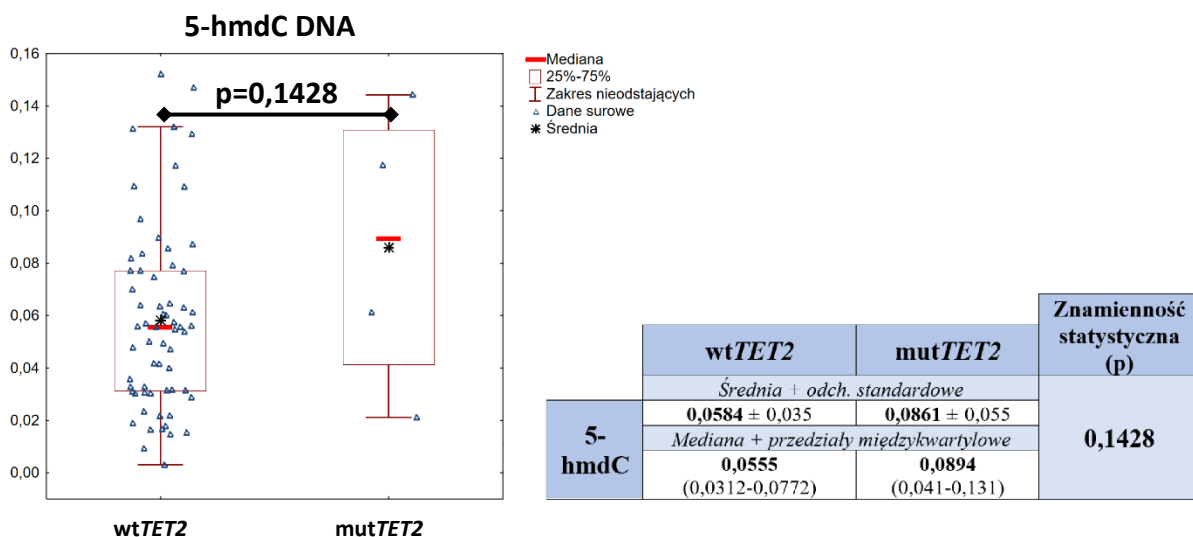 5-hmdC DNA
0,16
0,14
0,12
0,10
0,08
0,06
0,04
0,02
0,00
p=0,1428
wtTET2
mutTET2
Mediana
25%-75%
Zakres nieodstających
Dane surowe
Średnia
Znamienność
statystyczna
(p)
wtTET2 mutTET2
Średnia + odch. standardowe
5-
hmdC
0,0584 ± 0,035 0,0861 ± 0,055
Mediana + przedziały międzykwartylowe
0,0555 0,0894
(0,0312-0,0772) (0,041-0,131)
0,1428